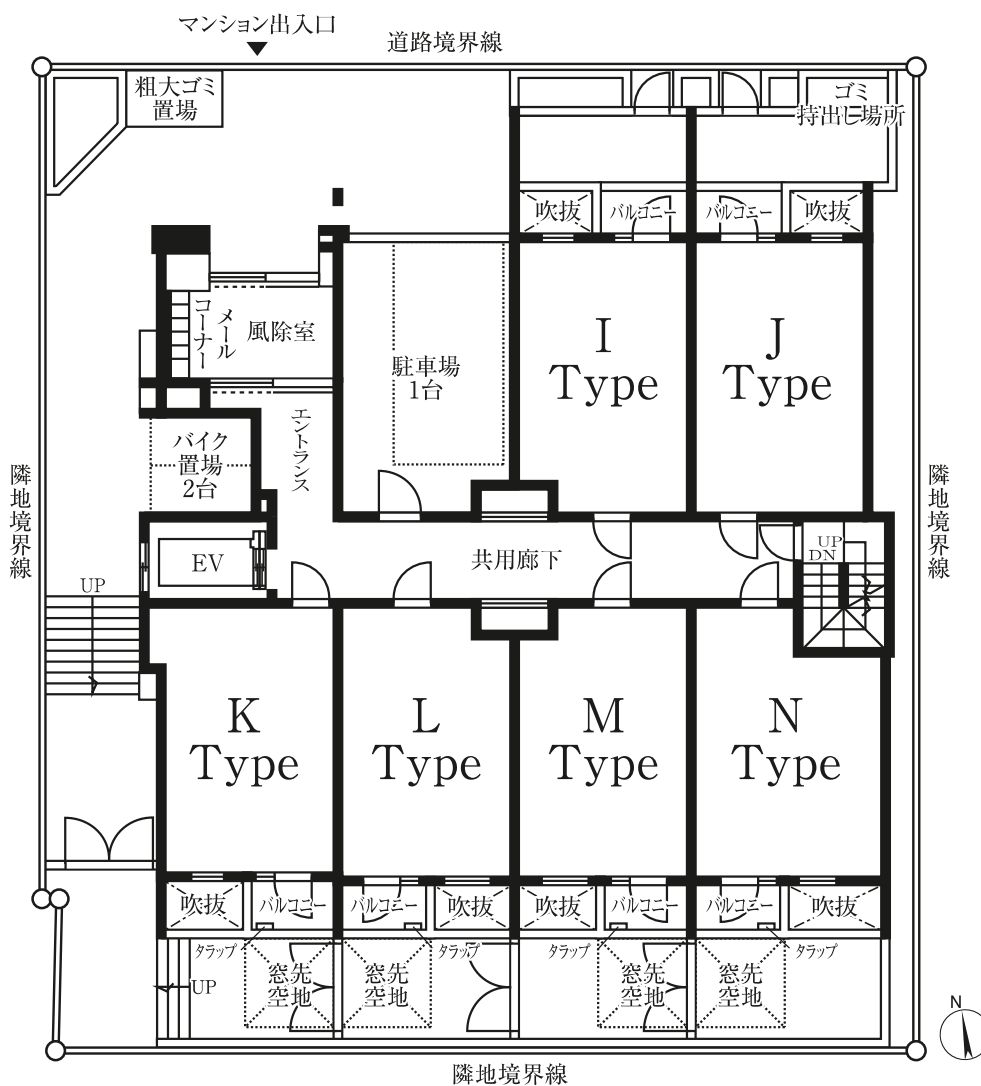 マンション出入口
道路境界線
粗大ゴミ
置場
ゴミ
持出し場所
吹抜
バルコニー
バルコニー
吹抜
メール
コーナー
風除室
駐車場
1台
I
Type
J
Type
エントランス
バイク
置場
2台
隣地境界線
隣地境界線
EV
共用廊下
UP
DN
UP
K
Type
L
Type
M
Type
N
Type
吹抜
バルコニー
バルコニー
吹抜
吹抜
バルコニー
バルコニー
吹抜
タラップ
タラップ
タラップ
タラップ
窓先
空地
窓先
空地
窓先
空地
窓先
空地
UP
N
隣地境界線